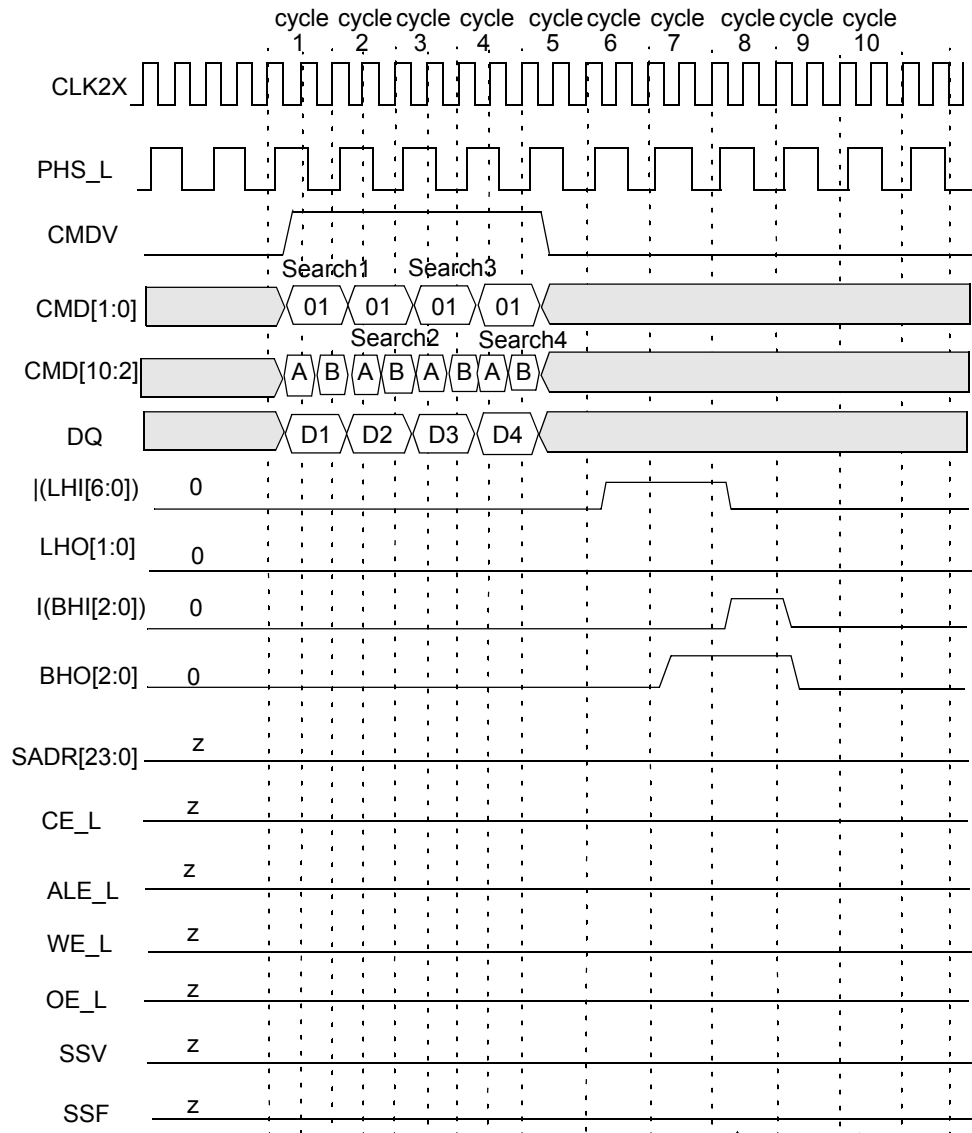 cycle cycle cycle cycle cycle cycle cycle cycle cycle cycle
1 2 3 4 5 6 7 8 9 10
CLK2X
PHS_L
CMDV
Search1 Search3
CMD[1:0] 01 01 01 01
Search2 Search4
CMD[10:2] A B A B A B A B
DQ D1 D2 D3 D4
|(LHI[6:0]) 0
LHO[1:0] 0
I(BHI[2:0]) 0
BHO[2:0] 0
SADR[23:0] z
CE_L z
ALE_L z
WE_L z
OE_L z
SSV z
SSF z